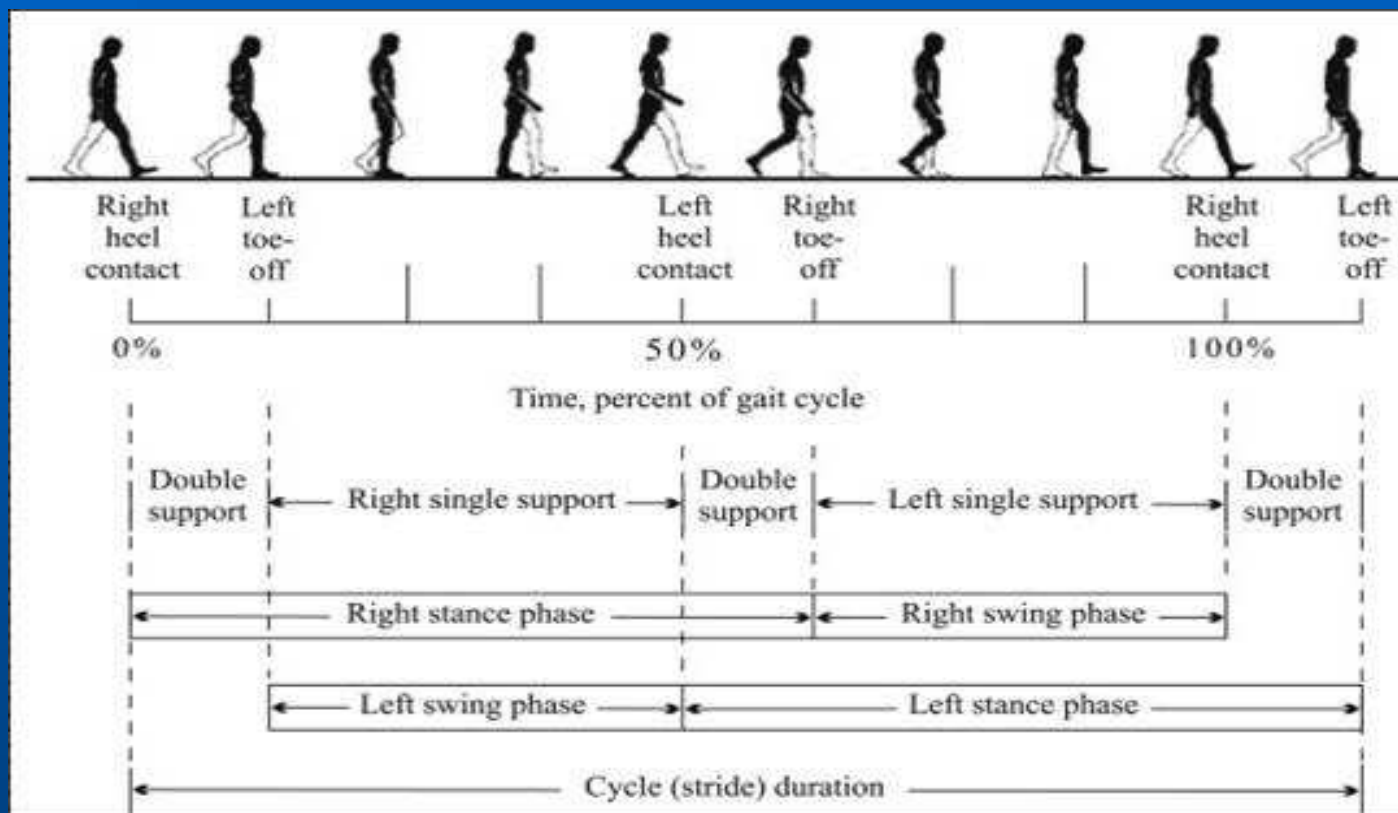 Right heel contact
Left toe-off
Left heel contact
Right toe-off
Right heel contact
Left toe-off
0%
50%
100%
Time, percent of gait cycle
Double support
Right single support
Double support
Left single support
Double support
Right stance phase
Right swing phase
Left swing phase
Left stance phase
Cycle (stride) duration